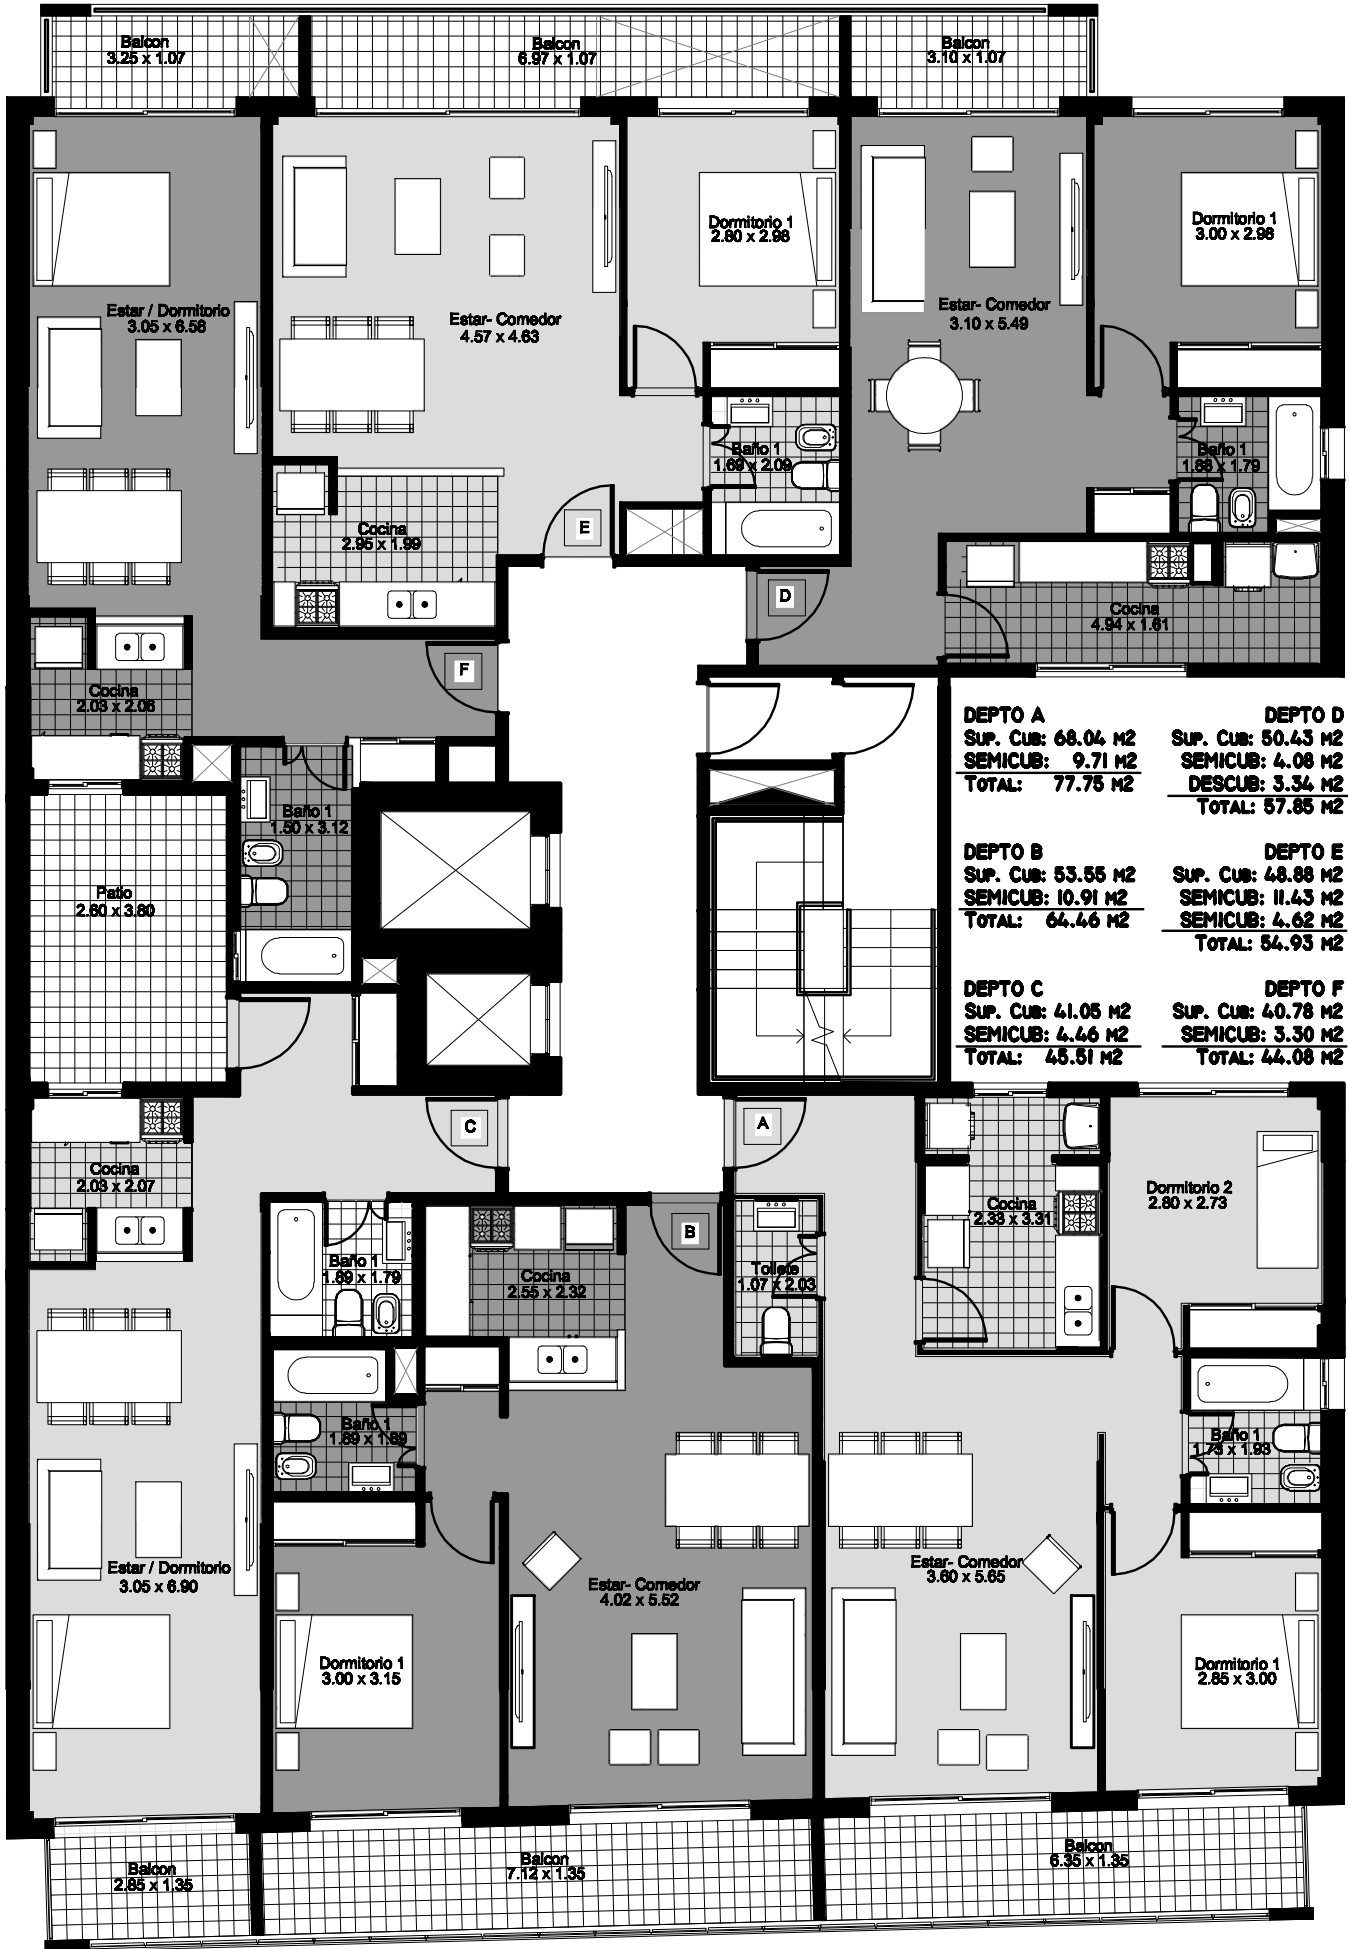 Balcon
3.25 x 1.07
Balcon
6.97 x 1.07
Balcon
3.10 x 1.07
Dormitorio 1
2.80 x 2.98
Dormitorio 1
3.00 x 2.98
Estar / Dormitorio
3.05 x 6.58
Estar- Comedor
4.57 x 4.63
Estar- Comedor
3.10 x 5.49
Baño 1
1.69 x 2.09
Baño 1
1.88 x 1.79
Cocina
2.95 x 1.99
E
D
Cocina
4.94 x 1.61
F
Cocina
2.03 x 2.06
DEPTO A
SUP. CUB: 68.04 M2
SEMICUB: 9.71 M2
TOTAL: 77.75 M2
DEPTO D
SUP. CUB: 50.43 M2
SEMICUB: 4.08 M2
DESCUB: 3.34 M2
TOTAL: 57.85 M2
Baño 1
1.50 x 3.12
Patio
2.60 x 3.80
DEPTO B
SUP. CUB: 53.55 M2
SEMICUB: 10.91 M2
TOTAL: 64.46 M2
DEPTO E
SUP. CUB: 48.88 M2
SEMICUB: 11.43 M2
SEMICUB: 4.62 M2
TOTAL: 54.93 M2
DEPTO C
SUP. CUB: 41.05 M2
SEMICUB: 4.46 M2
TOTAL: 45.51 M2
DEPTO F
SUP. CUB: 40.78 M2
SEMICUB: 3.30 M2
TOTAL: 44.08 M2
C
A
Cocina
2.03 x 2.07
Cocina
2.33 x 3.31
Dormitorio 2
2.80 x 2.73
B
Baño 1
1.89 x 1.79
Cocina
2.55 x 2.32
Toilete
1.07 x 2.03
Baño 1
1.89 x 1.89
Baño 1
1.73 x 1.93
Estar / Dormitorio
3.05 x 6.90
Estar- Comedor
4.02 x 5.52
Estar- Comedor
3.60 x 5.65
Dormitorio 1
3.00 x 3.15
Dormitorio 1
2.85 x 3.00
Balcon
2.85 x 1.35
Balcon
7.12 x 1.35
Balcon
6.35 x 1.35